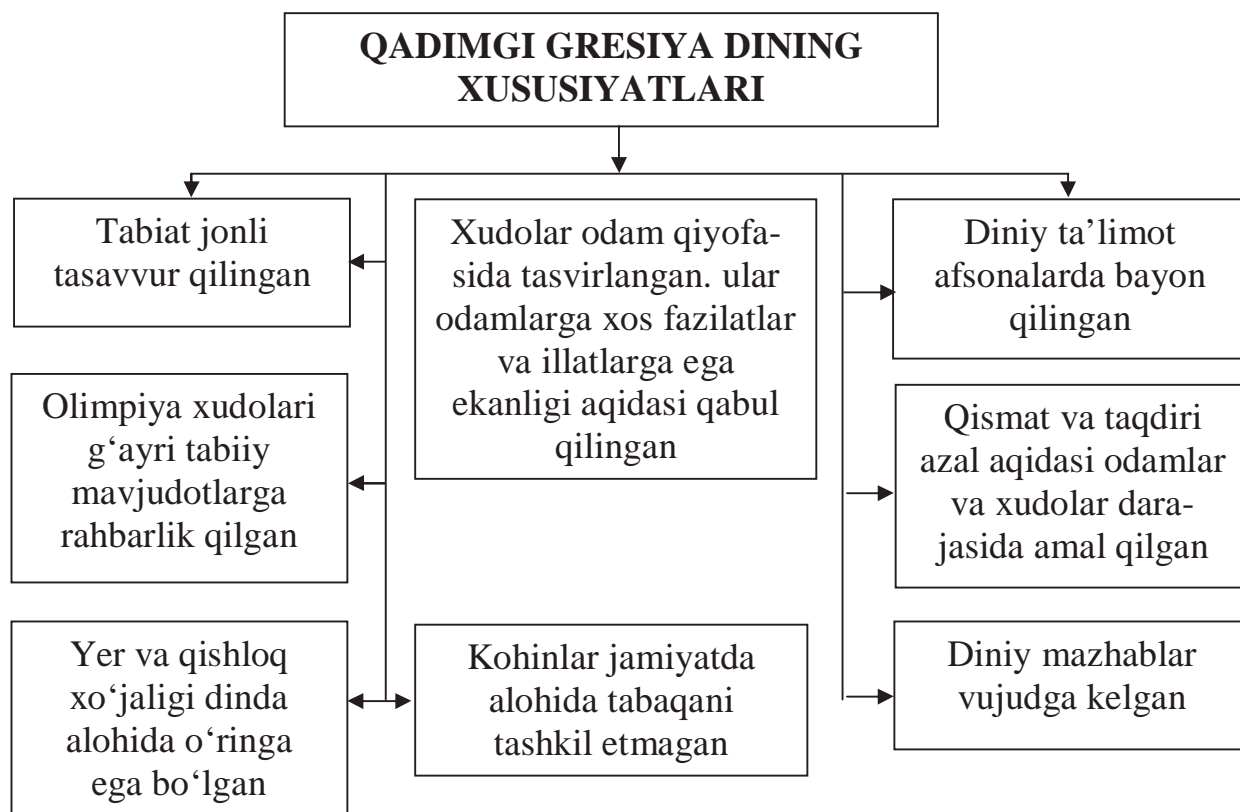 QADIMGI GRESIYA DINING
XUSUSIYATLARI
Tabiat jonli
tasavvur qilingan
Xudolar odam qiyofa-
sida tasvirlangan. ular
odamlarga xos fazilatlar
va illatlarga ega
ekanligi aqidasi qabul
qilingan
Diniy ta’limot
afsonalarda bayon
qilingan
Olimpiya xudolari
g‘ayri tabiiy
mavjudotlarga
rahbarlik qilgan
Qismat va taqdiri
azal aqidasi odamlar
va xudolar dara-
jasida amal qilgan
Yer va qishloq
xo‘jaligi dinda
alohida o‘ringa
ega bo‘lgan
Kohinlar jamiyatda
alohida tabaqani
tashkil etmagan
Diniy mazhablar
vujudga kelgan